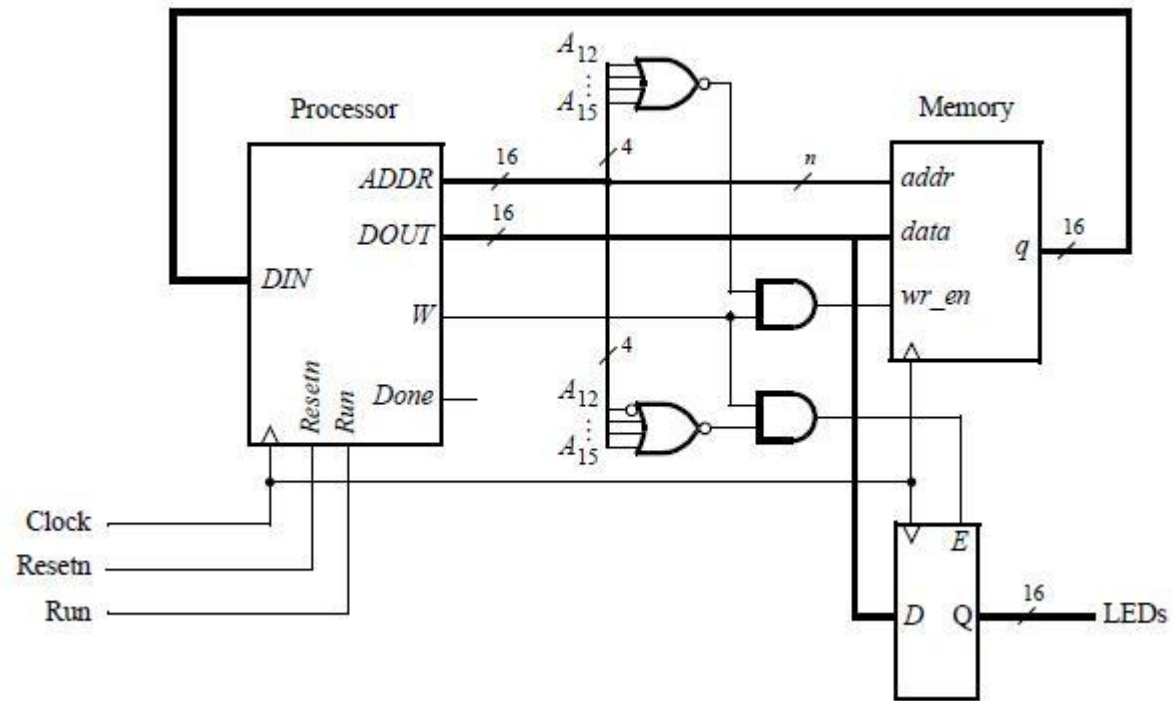 A12
⋮
A15
Processor
Memory
16
4
n
ADDR
addr
16
DOUT
data
16
q
DIN
wr_en
W
4
Resetn
Run
Done
A12
⋮
A15
Clock
E
Resetn
16
Run
D
Q
LEDs